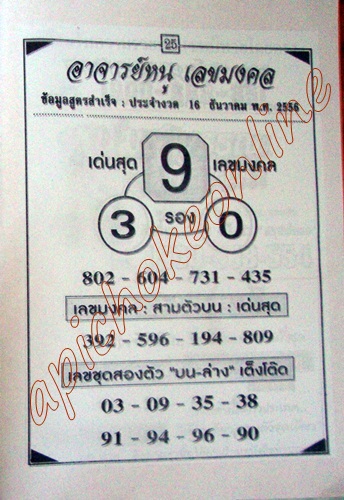 25
อาจารย์หนู เลขมงคล
ข้อมูลสูตรสำเร็จ : ประจำงวด 16 ธันวาคม พ.ศ. 2556
เด่นสุด 9 เลขมงคล
3 รอง 0
802 - 604 - 731 - 435
เลขมงคล : สามตัวบน : เด่นสุด
392 - 596 - 194 - 809
เลขชุดสองตัว "บน-ล่าง" เต็งโต๊ด
03 - 09 - 35 - 38
91 - 94 - 96 - 90
apichokeonline